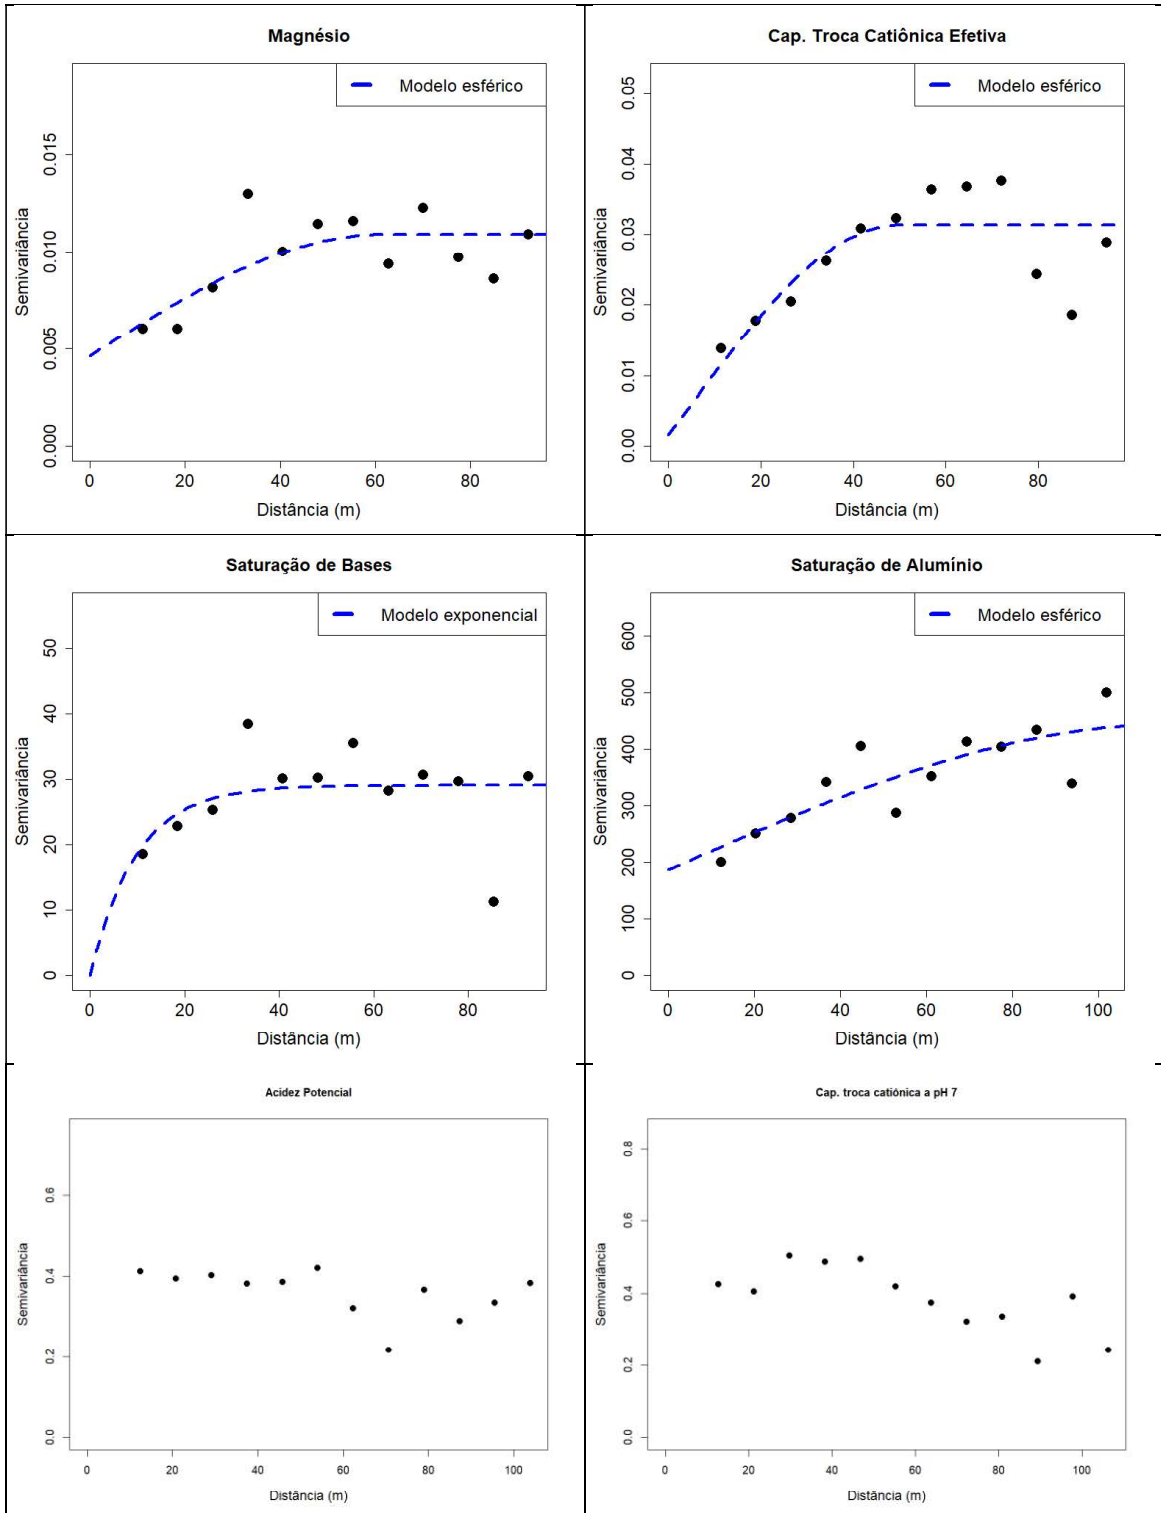 Magnésio
Modelo esférico
0.015
0.010
0.005
0.000
Semivariância
0 20 40 60 80
Distância (m)
Cap. Troca Catiônica Efetiva
Modelo esférico
0.05
0.04
0.03
0.02
0.01
0.00
Semivariância
0 20 40 60 80
Distância (m)
Saturação de Bases
Modelo exponencial
50
40
30
20
10
0
Semivariância
0 20 40 60 80
Distância (m)
Saturação de Alumínio
Modelo esférico
600
500
400
300
200
100
0
Semivariância
0 20 40 60 80 100
Distância (m)
Acidez Potencial
0.6
0.4
0.2
0.0
Semivariância
0 20 40 60 80 100
Distância (m)
Cap. troca catiônica a pH 7
0.8
0.6
0.4
0.2
0.0
Semivariância
0 20 40 60 80 100
Distância (m)